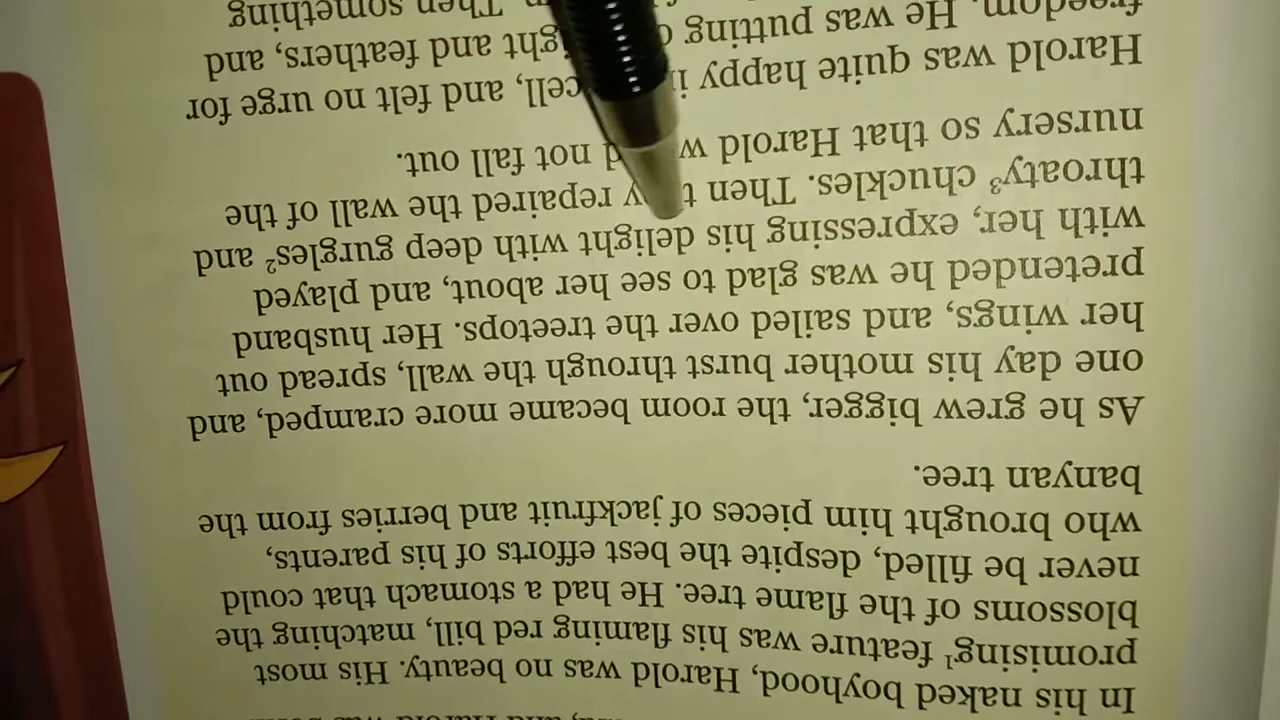 In his naked boyhood, Harold was no beauty. His most
promising¹ feature was his flaming red bill, matching the
blossoms of the flame tree. He had a stomach that could
never be filled, despite the best efforts of his parents,
who brought him pieces of jackfruit and berries from the
banyan tree.
As he grew bigger, the room became more cramped, and
one day his mother burst through the wall, spread out
her wings, and sailed over the treetops. Her husband
pretended he was glad to see her about, and played
with her, expressing his delight with deep gurgles² and
throaty³ chuckles. Then repaired the wall of the
nursery so that Harold not fall out.
Harold was quite happy cell, and felt no urge for
freedom. He was putting and feathers, and
Then something